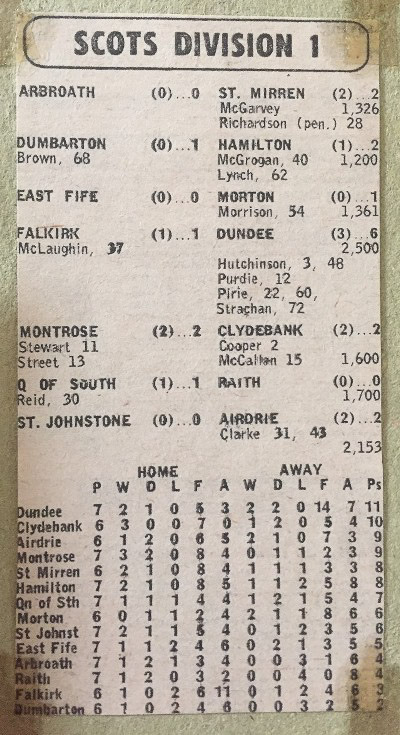 SCOTS DIVISION 1
ARBROATH (0)...0 ST. MIRREN (2)...2
McGarvey 1,326
Richardson (pen.) 28
DUMBARTON (0)...1 HAMILTON (1)...2
Brown, 68 McGrogan, 40 1,200
Lynch, 62
EAST FIFE (0)...0 MORTON (0)...1
Morrison, 54 1,361
FALKIRK (1)...1 DUNDEE (3)...6
McLaughin, 37 2,500
Hutchinson, 3, 48
Purdie, 12
Pirie, 22, 60,
Strachan, 72
MONTROSE (2)...2 CLYDEBANK (2)...2
Stewart 11 Cooper 2
Street 13 McCallan 15 1,600
Q OF SOUTH (1)...1 RAITH (0)...0
Reid, 30 1,700
ST. JOHNSTONE (0)...0 AIRDRIE (2)...2
Clarke 31, 43
2,153
HOME AWAY
P W D L F A W D L F A Ps
Dundee 7 2 1 0 5 3 2 2 0 14 7 11
Clydebank 6 3 0 0 7 0 1 2 0 5 4 10
Airdrie 6 1 2 0 6 5 2 1 0 7 3 9
Montrose 7 3 2 0 8 4 0 1 1 2 3 9
St Mirren 6 2 1 0 8 4 1 1 1 3 3 8
Hamilton 7 2 1 0 8 5 1 1 2 5 8 8
Qn of Sth 7 1 1 1 4 4 1 2 1 5 4 7
Morton 6 0 1 1 2 4 2 1 1 8 6 6
St Johnst 7 2 1 1 5 4 0 1 2 3 5 6
East Fife 7 1 1 2 4 6 0 2 1 3 5 5
Arbroath 7 1 2 1 3 4 0 0 3 1 6 4
Raith 7 1 2 0 3 2 0 0 4 0 8 4
Falkirk 6 1 0 2 6 11 0 1 2 4 6 3
Dumbarton 6 1 0 2 4 6 0 0 3 2 5 2